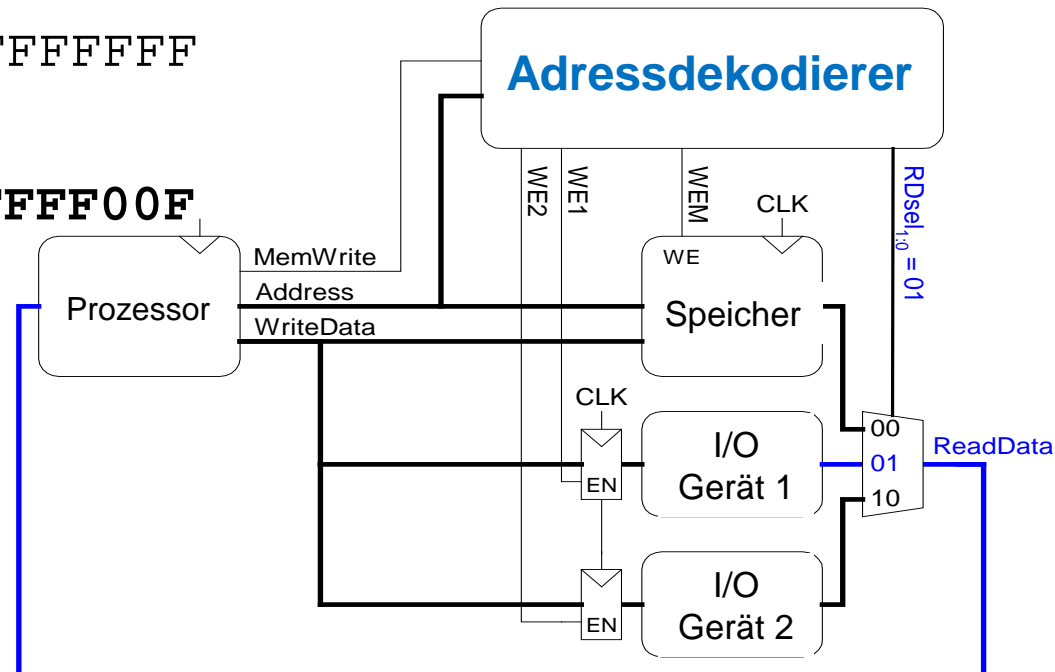 FFFFFFF
Adressdekodierer
FFF00F
WE2
WE1
WEM
RDsel1:0 = 01
CLK
MemWrite
WE
Prozessor
Address
Speicher
WriteData
CLK
I/O
Gerät 1
EN
00
01
10
ReadData
I/O
Gerät 2
EN